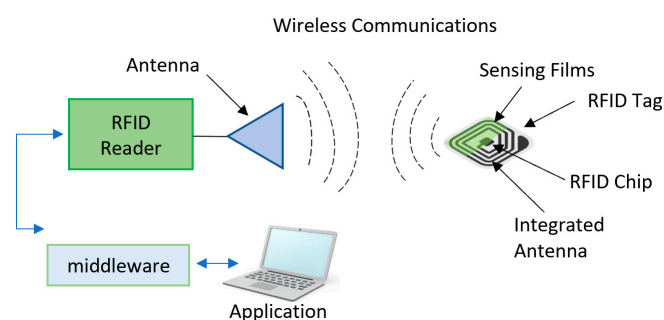 Wireless Communications
Antenna
Sensing Films
RFID Tag
RFID
Reader
RFID Chip
Integrated
Antenna
middleware
Application